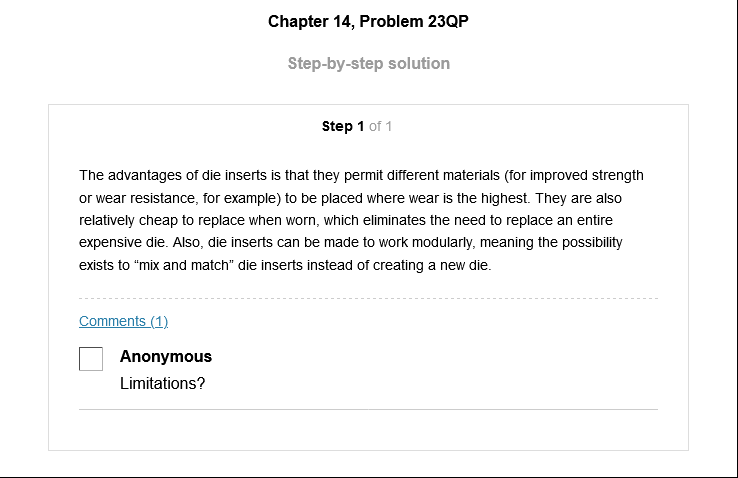 Chapter 14, Problem 23QP
Step-by-step solution
Step 1 of 1
The advantages of die inserts is that they permit different materials (for improved strength
or wear resistance, for example) to be placed where wear is the highest. They are also
relatively cheap to replace when worn, which eliminates the need to replace an entire
expensive die. Also, die inserts can be made to work modularly, meaning the possibility
exists to “mix and match” die inserts instead of creating a new die.
Comments (1)
Anonymous
Limitations?